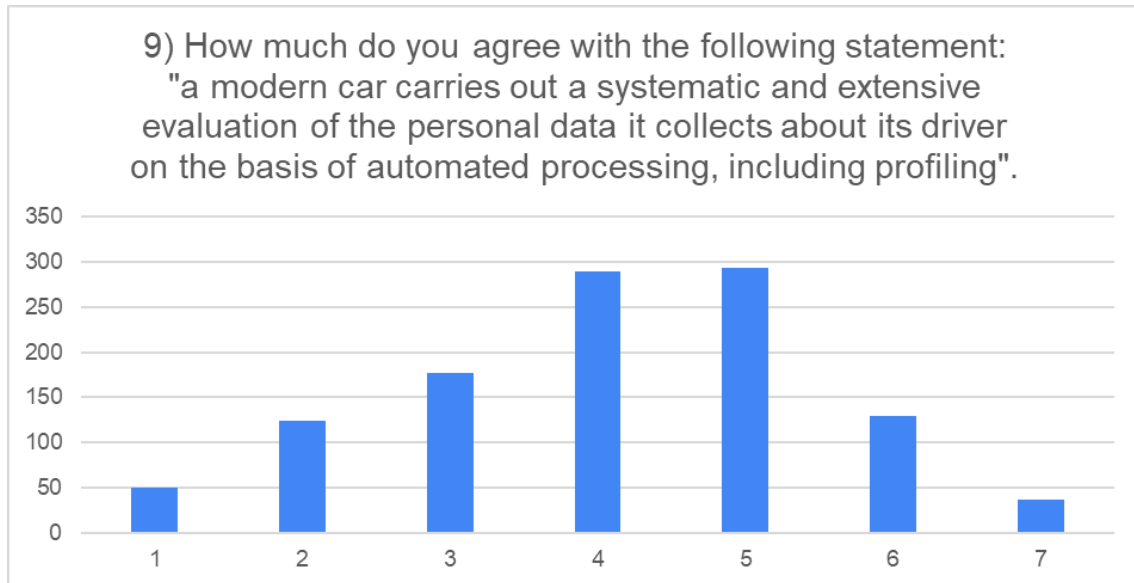 9) How much do you agree with the following statement:
"a modern car carries out a systematic and extensive
evaluation of the personal data it collects about its driver
on the basis of automated processing, including profiling".
350
300
250
200
150
100
50
0
1 2 3 4 5 6 7